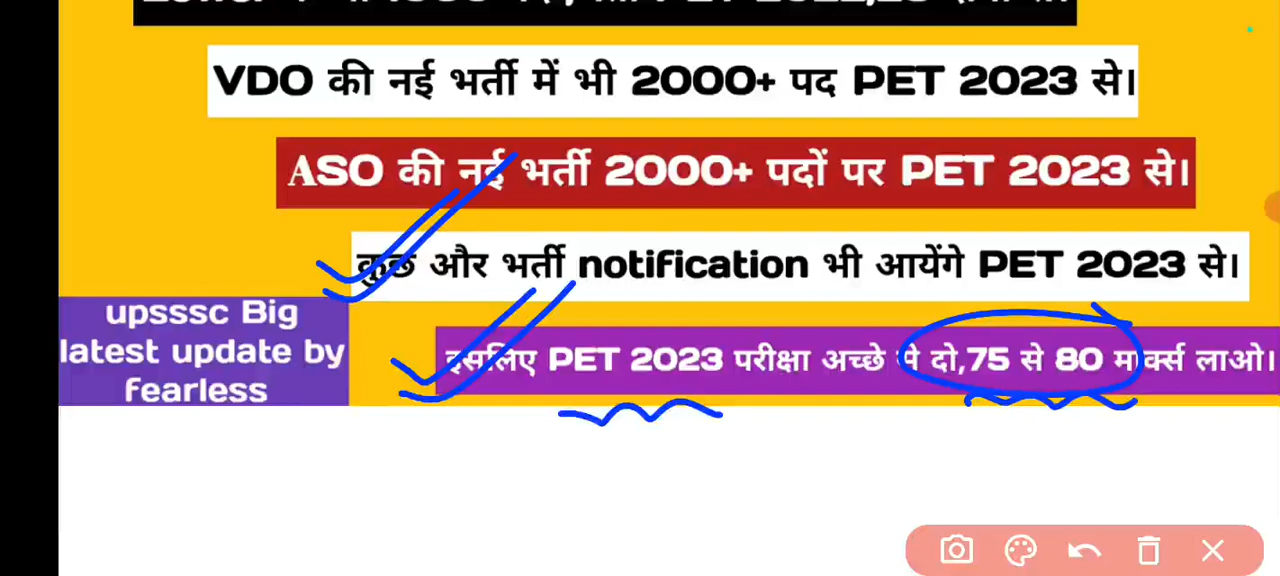 VDO की नई भर्ती में भी 2000+ पद PET 2023 से।
ASO की नई भर्ती 2000+ पदों पर PET 2023 से।
कुछ और भर्ती notification भी आयेंगे PET 2023 से।
upsssc Big
latest update by
fearless
इसलिए PET 2023 परीक्षा अच्छे से दो,75 से 80 मार्क्स लाओ।